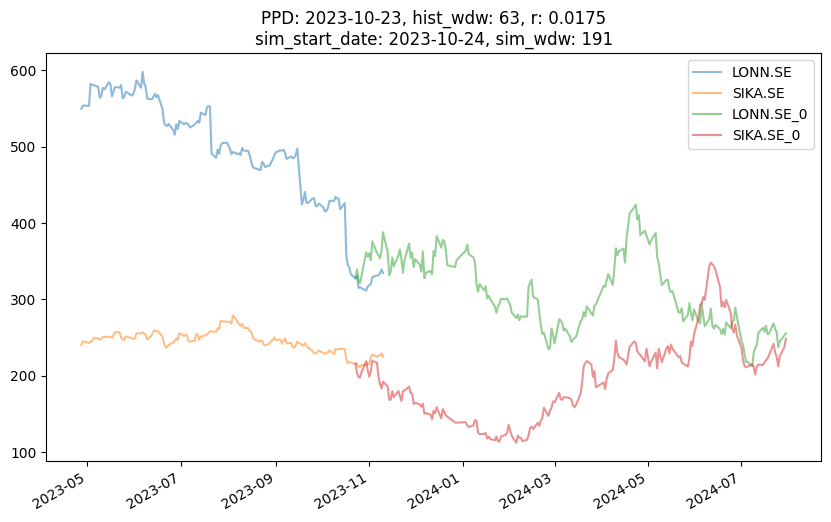 PPD: 2023-10-23, hist_wdw: 63, r: 0.0175
sim_start_date: 2023-10-24, sim_wdw: 191
LONN.SE
SIKA.SE
LONN.SE_0
SIKA.SE_0
600
500
400
300
200
100
2023-05
2023-07
2023-09
2023-11
2024-01
2024-03
2024-05
2024-07